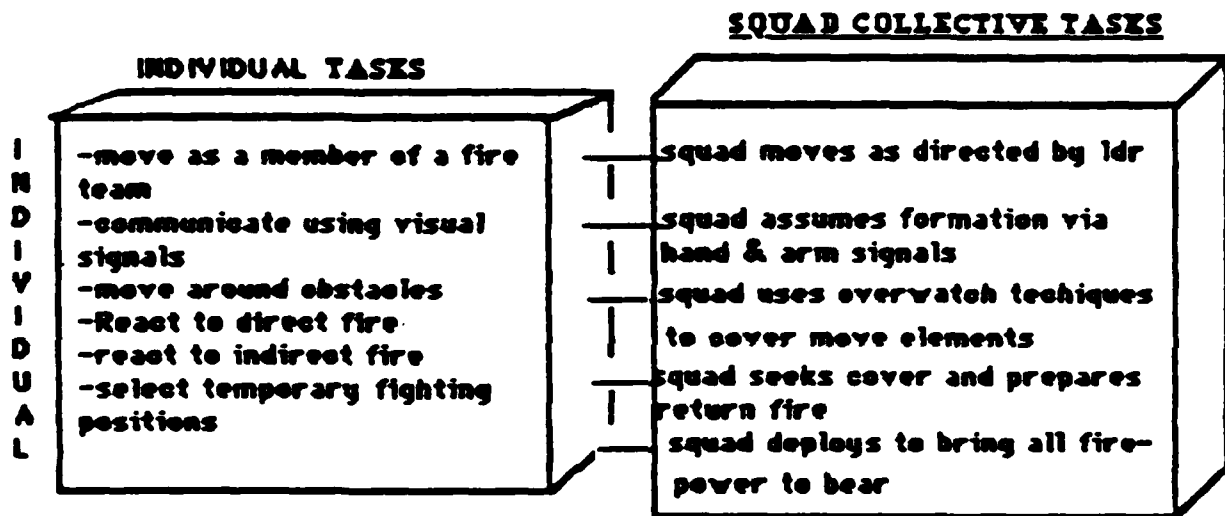 SQUAD COLLECTIVE TASKS
INDIVIDUAL TASKS
INDIVIDUAL
-move as a member of a fire
team
-communicate using visual
signals
-move around obstacles
-React to direct fire
-react to indirect fire
-select temporary fighting
positions
squad moves as directed by ldr
squad assumes formation via
hand & arm signals
squad uses overwatch techiques
to cover move elements
squad seeks cover and prepares
return fire
squad deploys to bring all fire-
power to bear